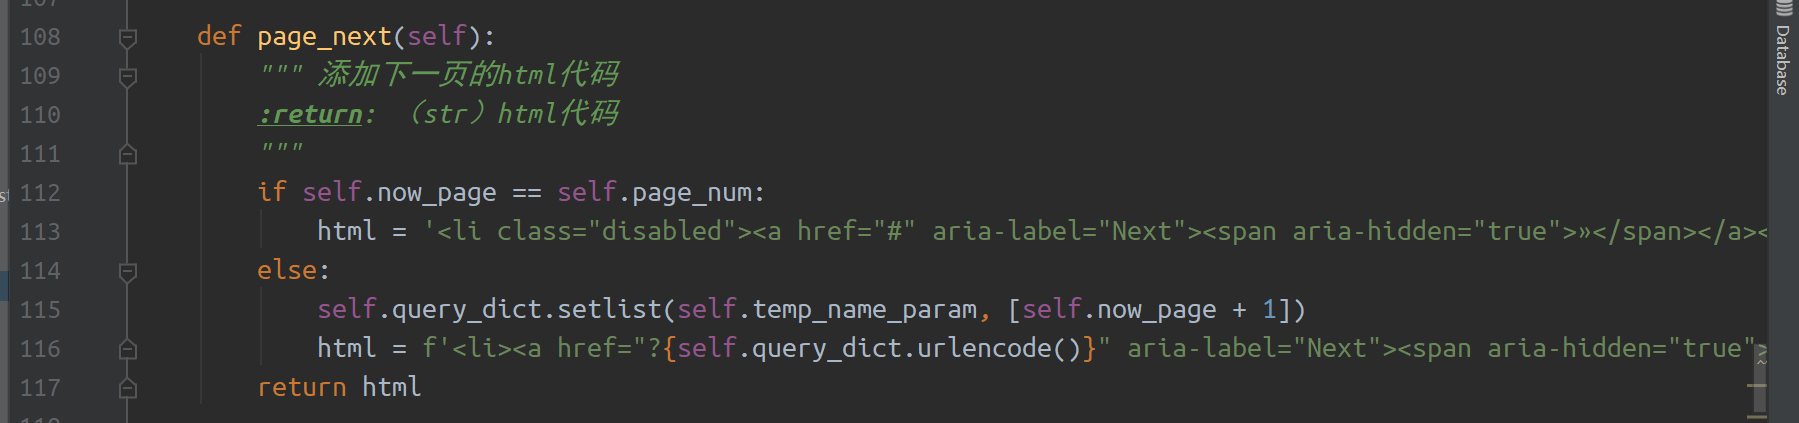 107
108 def page_next(self):
109 """ 添加下一页的html代码
110 :return: （str）html代码
111 """
112 if self.now_page == self.page_num:
113 html = '<li class="disabled"><a href="#" aria-label="Next"><span aria-hidden="true">»</span></a><
114 else:
115 self.query_dict.setlist(self.temp_name_param, [self.now_page + 1])
116 html = f'<li><a href="?{self.query_dict.urlencode()}" aria-label="Next"><span aria-hidden="true">
117 return html
118
Database